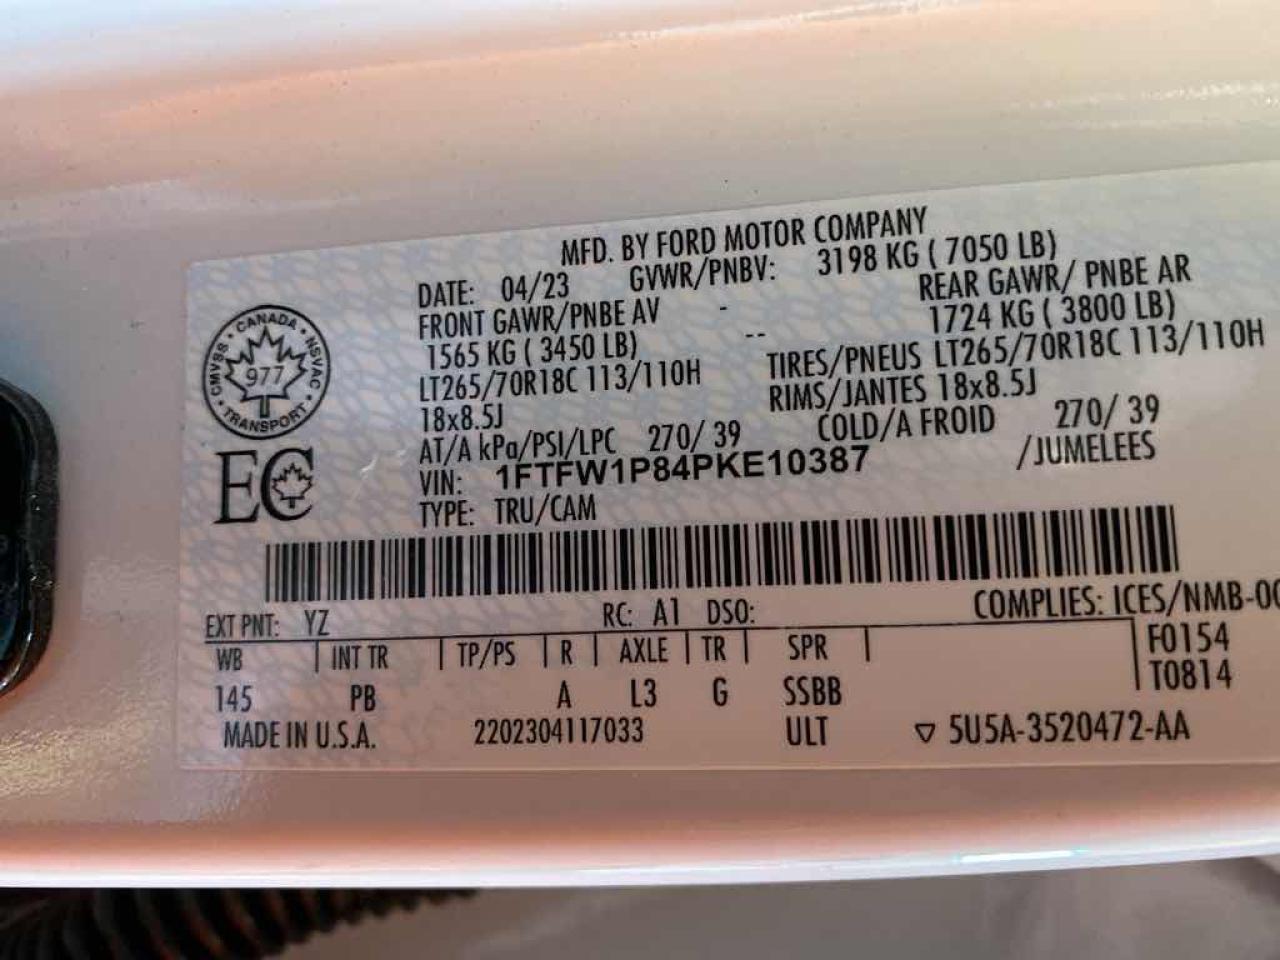 MFD. BY FORD MOTOR COMPANY
DATE: 04/23 GVWR/PNBV: 3198 KG ( 7050 LB)
FRONT GAWR/PNBE AV - REAR GAWR/ PNBE AR
1565 KG ( 3450 LB) -- 1724 KG ( 3800 LB)
LT265/70R18C 113/110H TIRES/PNEUS LT265/70R18C 113/110H
18x8.5J RIMS/JANTES 18x8.5J
AT/A kPa/PSI/LPC 270/ 39 COLD/A FROID 270/ 39
VIN: 1FTFW1P84PKE10387 /JUMELEES
TYPE: TRU/CAM
CANADA • NSVAC • TRANSPORT • CMVSS •
977
EC
EXT PNT: YZ RC: A1 DSO: COMPLIES: ICES/NMB-00
WB INT TR TP/PS R AXLE TR SPR F0154
145 PB A L3 G SSBB T0814
MADE IN U.S.A. 2202304117033 ULT ▽ 5U5A-3520472-AA